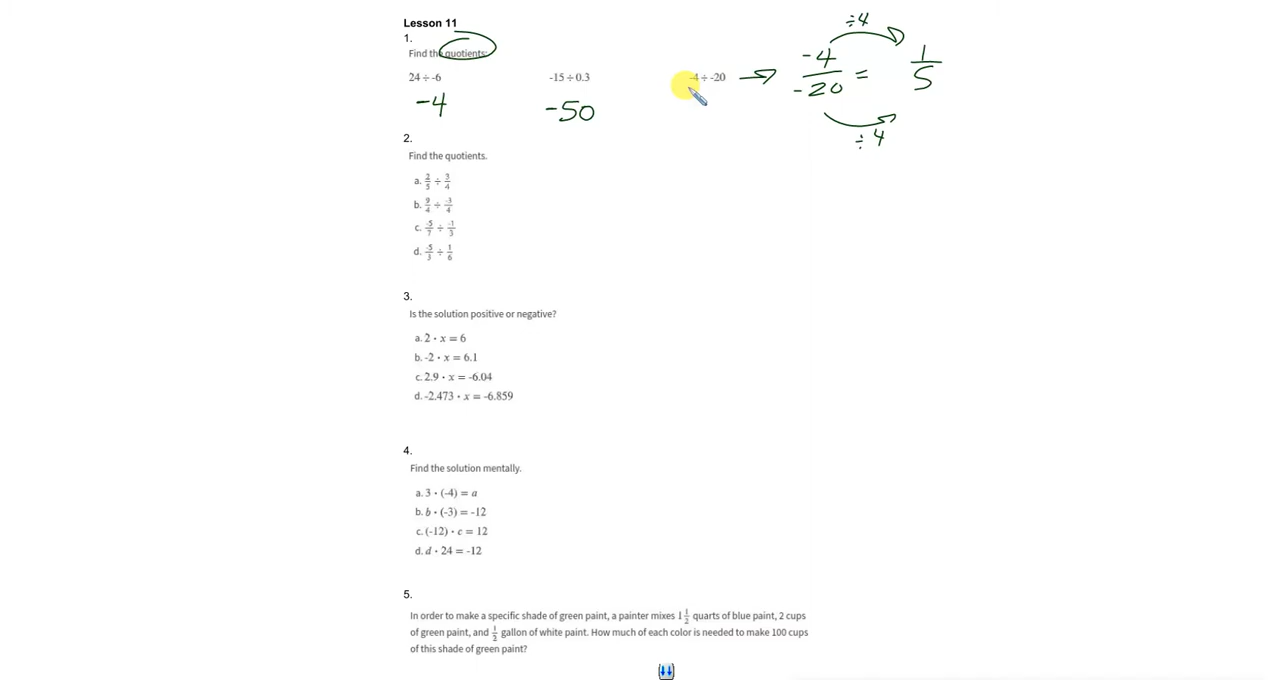 Lesson 11
1.
Find the quotients:
24 ÷ -6 -15 ÷ 0.3 -4 ÷ -20
-4 -50 → -4/-20 = 1/5
÷4
÷4
2.
Find the quotients.
a. 2/5 ÷ 3/4
b. 9/4 ÷ -3/4
c. -5/7 ÷ -1/3
d. -5/3 ÷ 1/6
3.
Is the solution positive or negative?
a. 2 · x = 6
b. -2 · x = 6.1
c. 2.9 · x = -6.04
d. -2.473 · x = -6.859
4.
Find the solution mentally.
a. 3 · (-4) = a
b. b · (-3) = -12
c. (-12) · c = 12
d. d · 24 = -12
5.
In order to make a specific shade of green paint, a painter mixes 1 1/2 quarts of blue paint, 2 cups
of green paint, and 1/2 gallon of white paint. How much of each color is needed to make 100 cups
of this shade of green paint?